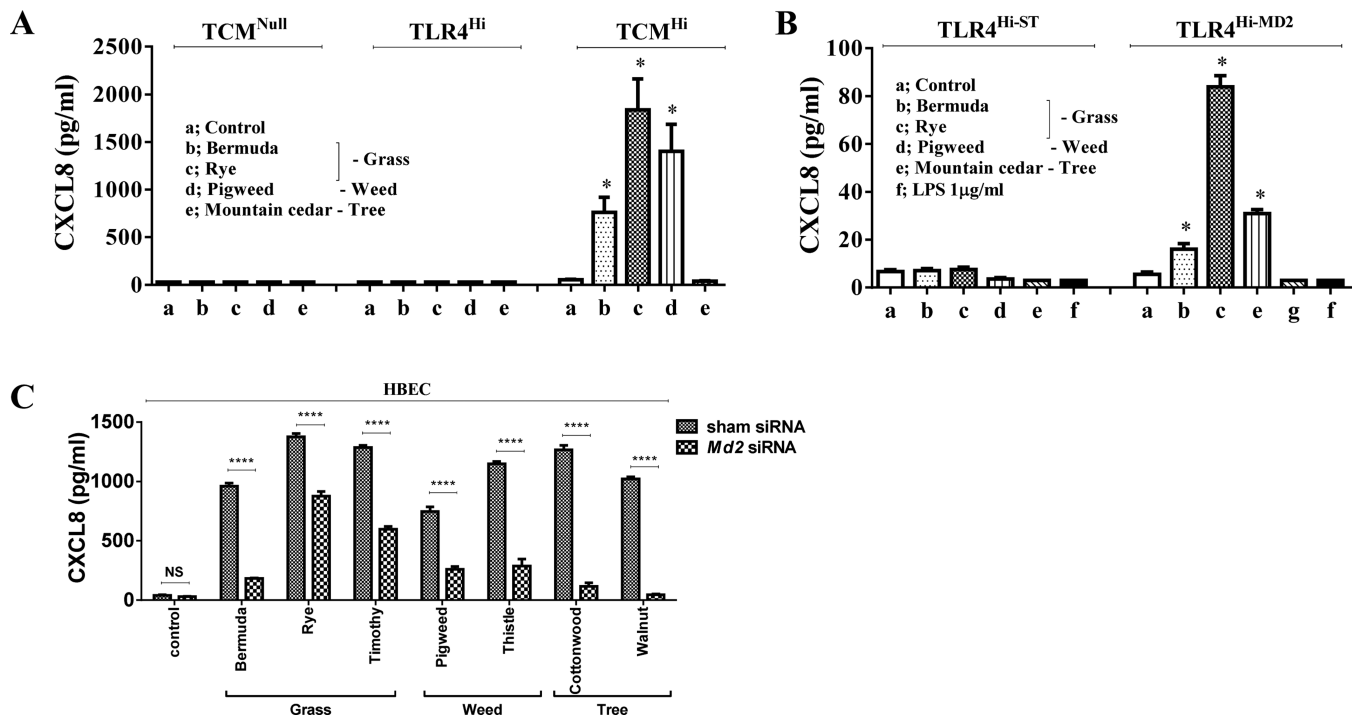 A
TCM^Null
TLR4^Hi
TCM^Hi
CXCL8 (pg/ml)
2500
2000
1500
1000
500
0
a; Control
b; Bermuda
c; Rye
- Grass
d; Pigweed - Weed
e; Mountain cedar - Tree
*
*
*
a b c d e a b c d e a b c d e
B
TLR4^Hi-ST
TLR4^Hi-MD2
CXCL8 (pg/ml)
100
80
60
40
20
0
a; Control
b; Bermuda
c; Rye
- Grass
d; Pigweed - Weed
e; Mountain cedar - Tree
f; LPS 1µg/ml
*
*
*
a b c d e f a b c e g f
C
HBEC
CXCL8 (pg/ml)
1500
1000
500
0
NS
****
****
****
****
****
****
****
sham siRNA
Md2 siRNA
control
Bermuda
Rye
Timothy
Pigweed
Thistle
Cottonwood
Walnut
Grass
Weed
Tree